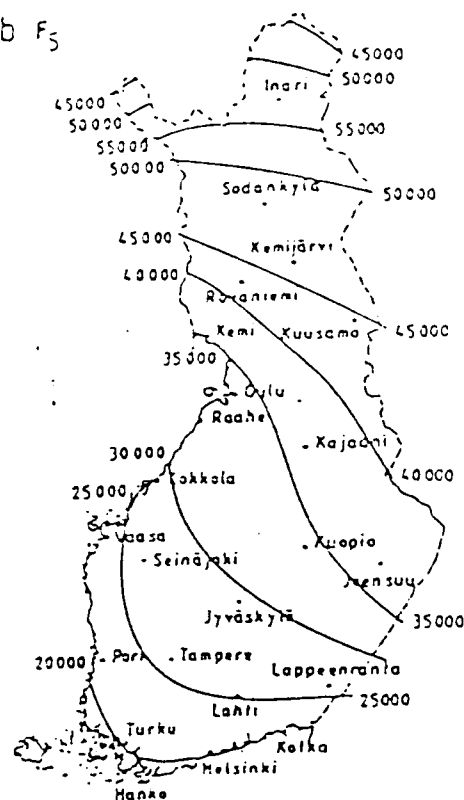 b F5
45000
50000
Inari
45000
50000
55000
55000
50000
Sodankylä
50000
45000
Kemijärvi
40000
Rovaniemi
Kemi Kuusamo
45000
35000
Oulu
Raahe
Kajaani
30000
40000
Kokkola
25000
Vaasa
Seinäjoki
Kuopio
Joensuu
Jyväskylä
35000
20000
Pori
Tampere
Lappeenranta
25000
Lahti
Turku
Kotka
Helsinki
Hanko